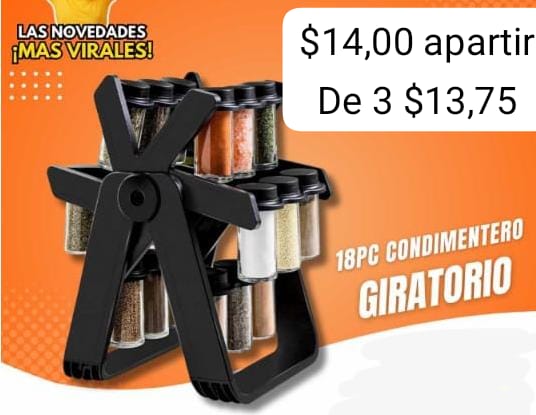 LAS NOVEDADES
¡MAS VIRALES!
$14,00 apartir
De 3 $13,75
18PC CONDIMENTERO
GIRATORIO